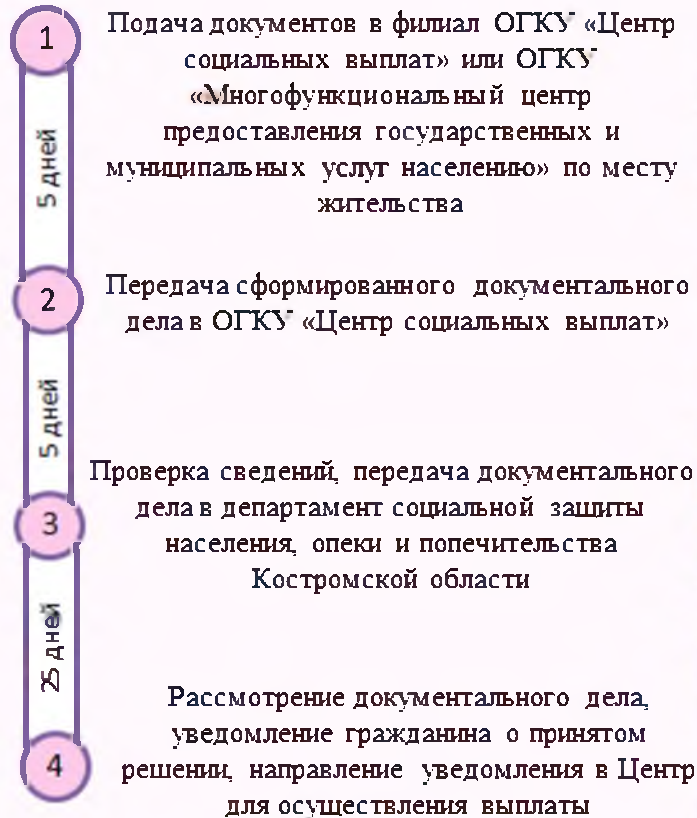 1
Подача документов в филиал ОГКУ «Центр
социальных выплат» или ОГКУ
«Многофункциональный центр
предоставления государственных и
муниципальных услуг населению» по месту
жительства
5 дней
2
Передача сформированного документального
дела в ОГКУ «Центр социальных выплат»
5 дней
3
Проверка сведений, передача документального
дела в департамент социальной защиты
населения, опеки и попечительства
Костромской области
25 дней
4
Рассмотрение документального дела,
уведомление гражданина о принятом
решении, направление уведомления в Центр
для осуществления выплаты